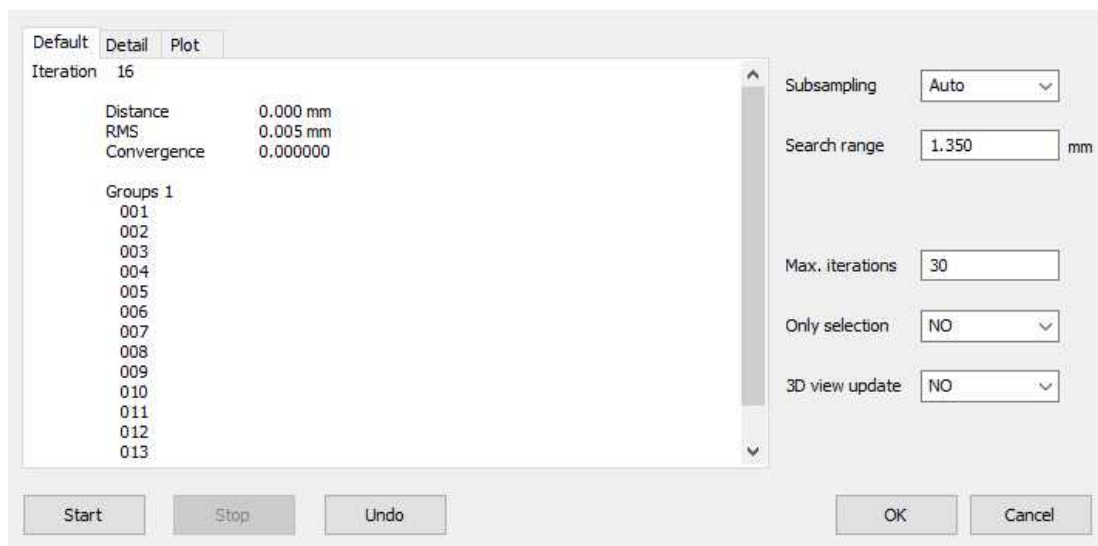 Default Detail Plot
Iteration 16
Distance 0.000 mm
RMS 0.005 mm
Convergence 0.000000
Groups 1
001
002
003
004
005
006
007
008
009
010
011
012
013
Subsampling Auto
Search range 1.350 mm
Max. iterations 30
Only selection NO
3D view update NO
Start Stop Undo OK Cancel